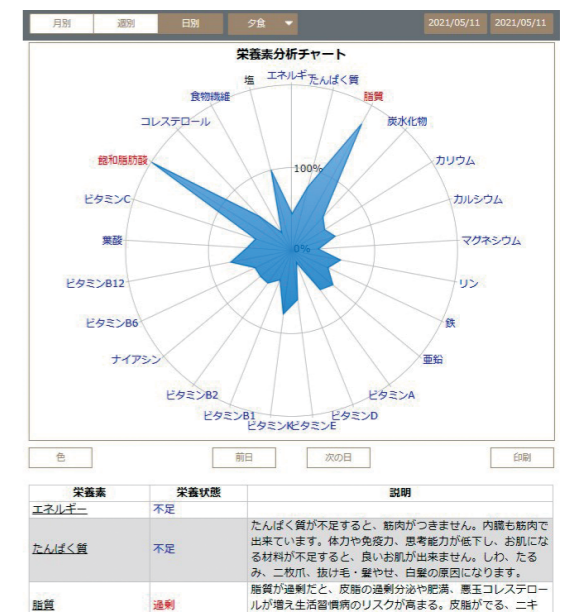 月別 週別 日別 夕食 2021/05/11 2021/05/11
栄養素分析チャート
エネルギー
たんぱく質
脂質
炭水化物
カリウム
カルシウム
マグネシウム
リン
鉄
亜鉛
ビタミンA
ビタミンD
ビタミンE
ビタミンK
ビタミンB1
ビタミンB2
ナイアシン
ビタミンB6
ビタミンB12
葉酸
ビタミンC
飽和脂肪酸
コレステロール
食物繊維
塩
100%
0%
色 前日 次の日 印刷
栄養素 栄養状態 説明
エネルギー 不足
たんぱく質 不足
たんぱく質が不足すると、筋肉がつきません。内臓も筋肉で
出来ています。体力や免疫力、思考能力が低下し、お肌にな
る材料が不足すると、良いお肌が出来ません。しわ、たる
み、二枚爪、抜け毛・髪やせ、白髪の原因になります。
脂質 過剰
脂質が過剰だと、皮脂の過剰分泌や肥満、悪玉コレステロー
ルが増え生活習慣病のリスクが高まる。皮脂がでる、ニキ